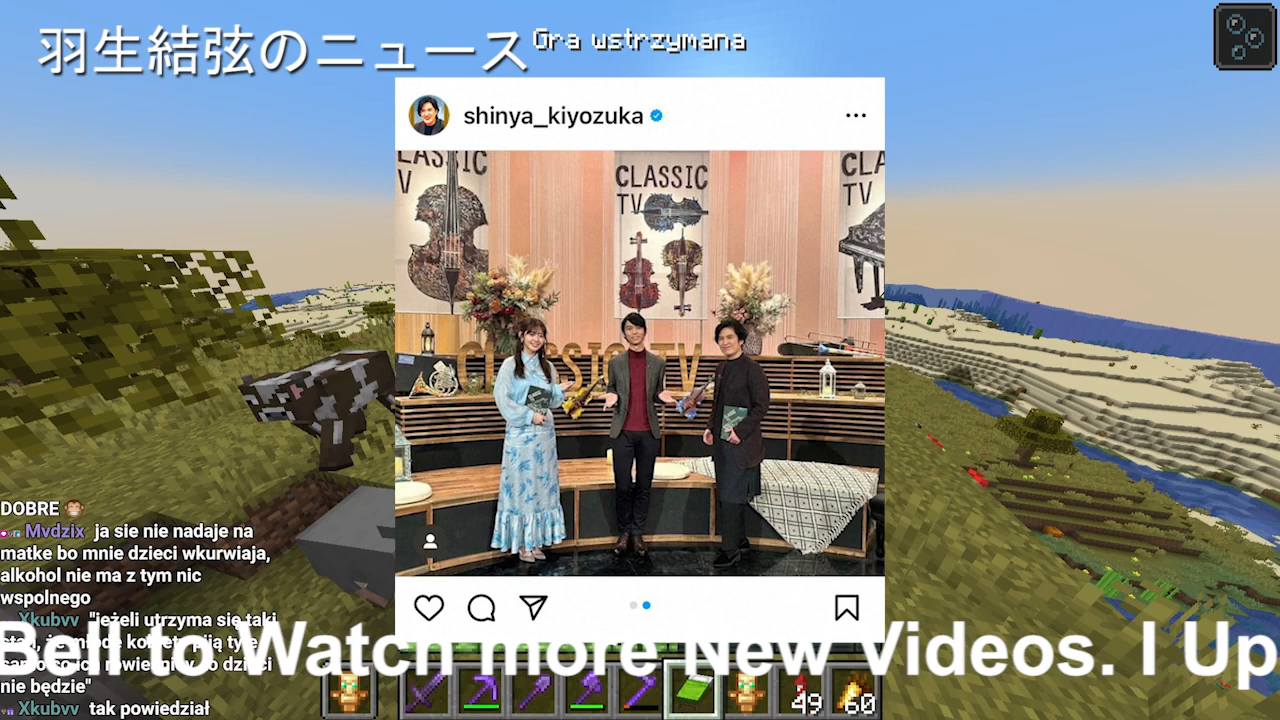 羽生結弦のニュース
Gra wstrzymana
shinya_kiyozuka
CLASSIC
V
CLASSIC
TV
CLA
TV
CLASSIC TV
DOBRE
Mvdzix ja sie nie nadaje na
matke bo mnie dzieci wkurwiaja,
alkohol nie ma z tym nic
wspolnego
Xkubvv "jeżeli utrzyma się taki
nie będzie"
Xkubvv tak powiedział
Bell to Watch more New Videos. I Up
49
60